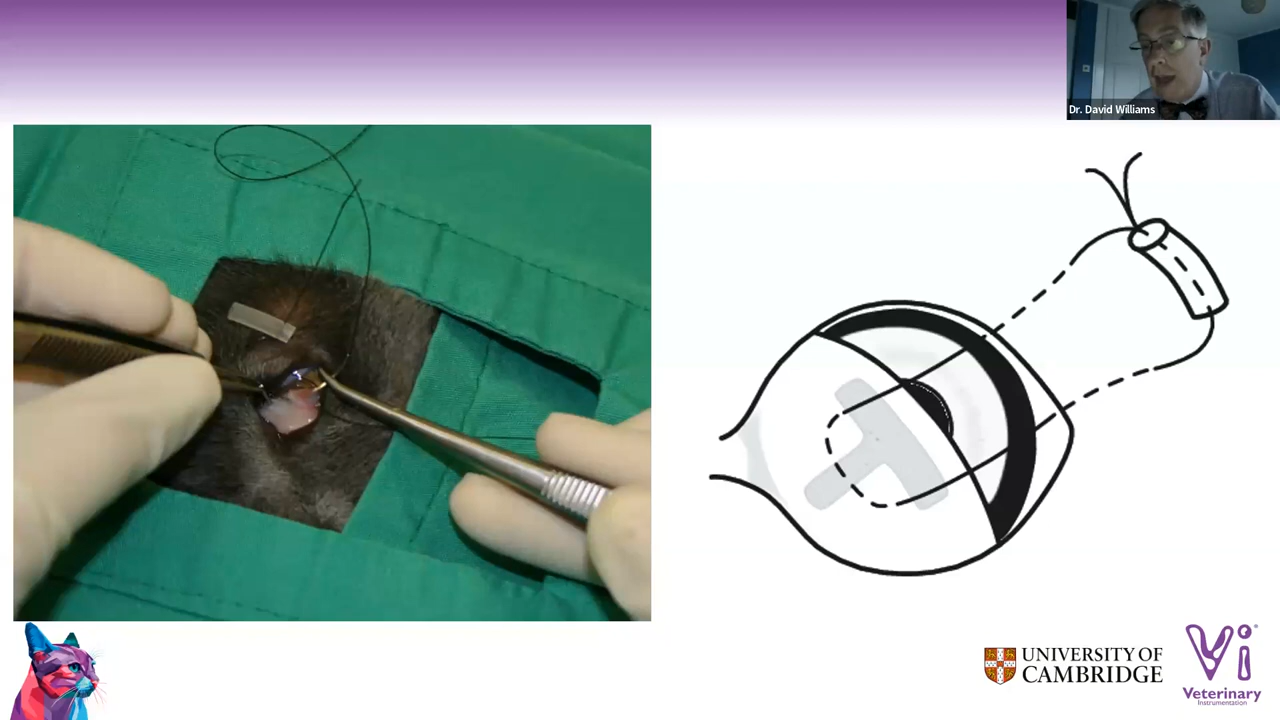 Dr. David Williams
UNIVERSITY OF
CAMBRIDGE
Vi
Veterinary
Instrumentation